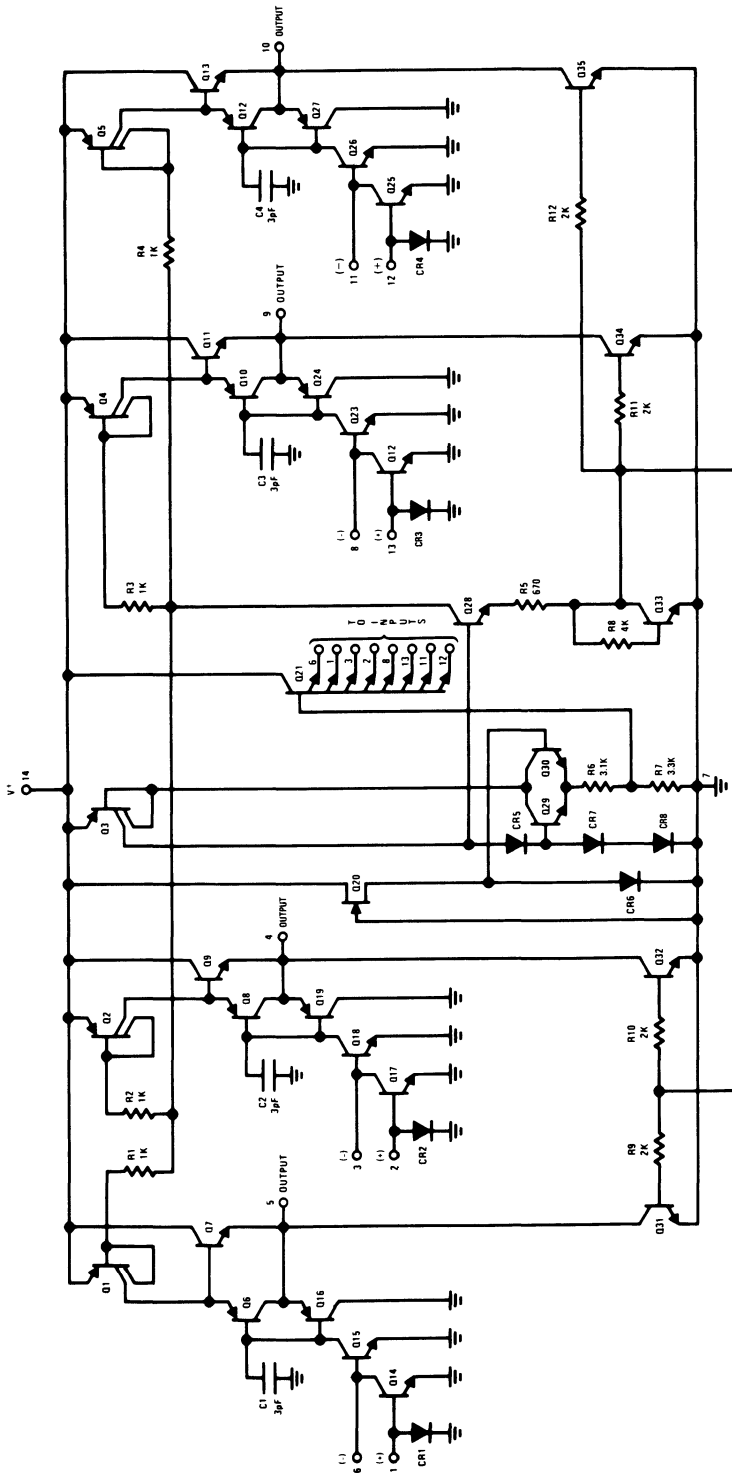 V+
14
Q1
Q2
Q3
Q4
Q5
R1
1K
R2
1K
R3
1K
R4
1K
Q7
Q6
C1
3pF
5
OUTPUT
Q16
Q15
Q14
(-)
6
(+)
1
CR1
Q9
Q8
C2
3pF
4
OUTPUT
Q19
Q18
Q17
(-)
3
(+)
2
CR2
Q20
Q21
6
1
3
2
8
13
11
12
TO INPUTS
Q28
R5
670
R8
4K
Q33
CR5
Q29
Q30
CR7
CR8
CR6
R6
3.1K
R7
3.3K
7
Q11
Q10
C3
3pF
9
OUTPUT
Q24
Q23
Q12
(-)
8
(+)
13
CR3
Q13
Q12
C4
3pF
10
OUTPUT
Q27
Q26
Q25
(-)
11
(+)
12
CR4
Q31
R9
2K
R10
2K
Q32
R11
2K
Q34
R12
2K
Q35